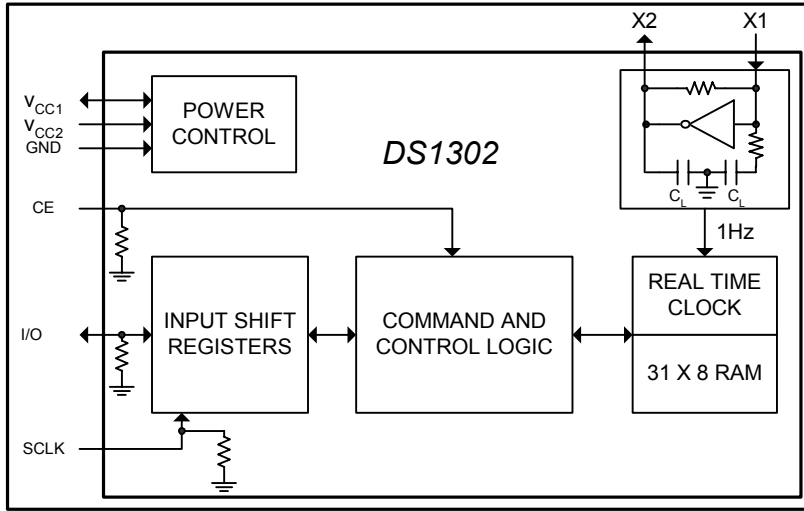 X2 X1
VCC1
VCC2
GND
POWER
CONTROL
DS1302
CL CL
CE
1Hz
I/O
INPUT SHIFT
REGISTERS
COMMAND AND
CONTROL LOGIC
REAL TIME
CLOCK
31 X 8 RAM
SCLK